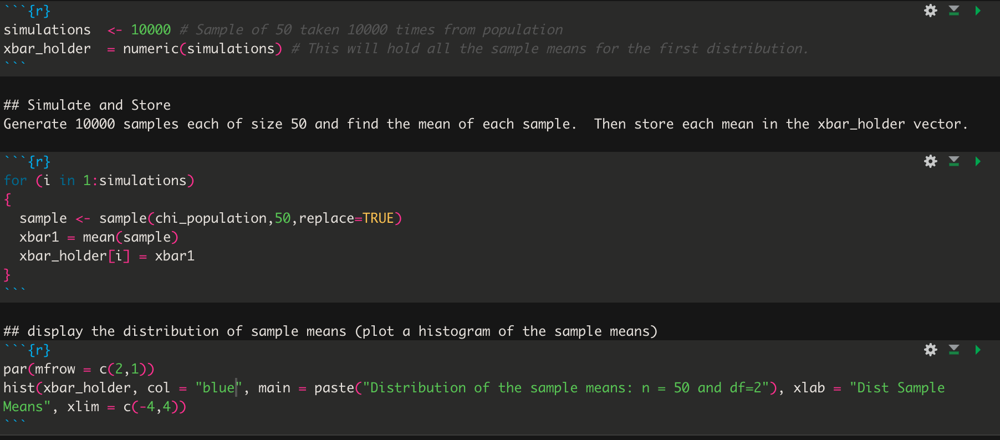 ```{r}
simulations  <- 10000 # Sample of 50 taken 10000 times from population
xbar_holder  = numeric(simulations) # This will hold all the sample means for the first distribution.
```
## Simulate and Store
Generate 10000 samples each of size 50 and find the mean of each sample.  Then store each mean in the xbar_holder vector.
```{r}
for (i in 1:simulations)
{
  sample <- sample(chi_population,50,replace=TRUE)
  xbar1 = mean(sample)
  xbar_holder[i] = xbar1
}
```
## display the distribution of sample means (plot a histogram of the sample means)
```{r}
par(mfrow = c(2,1))
hist(xbar_holder, col = "blue", main = paste("Distribution of the sample means: n = 50 and df=2"), xlab = "Dist Sample
Means", xlim = c(-4,4))
```